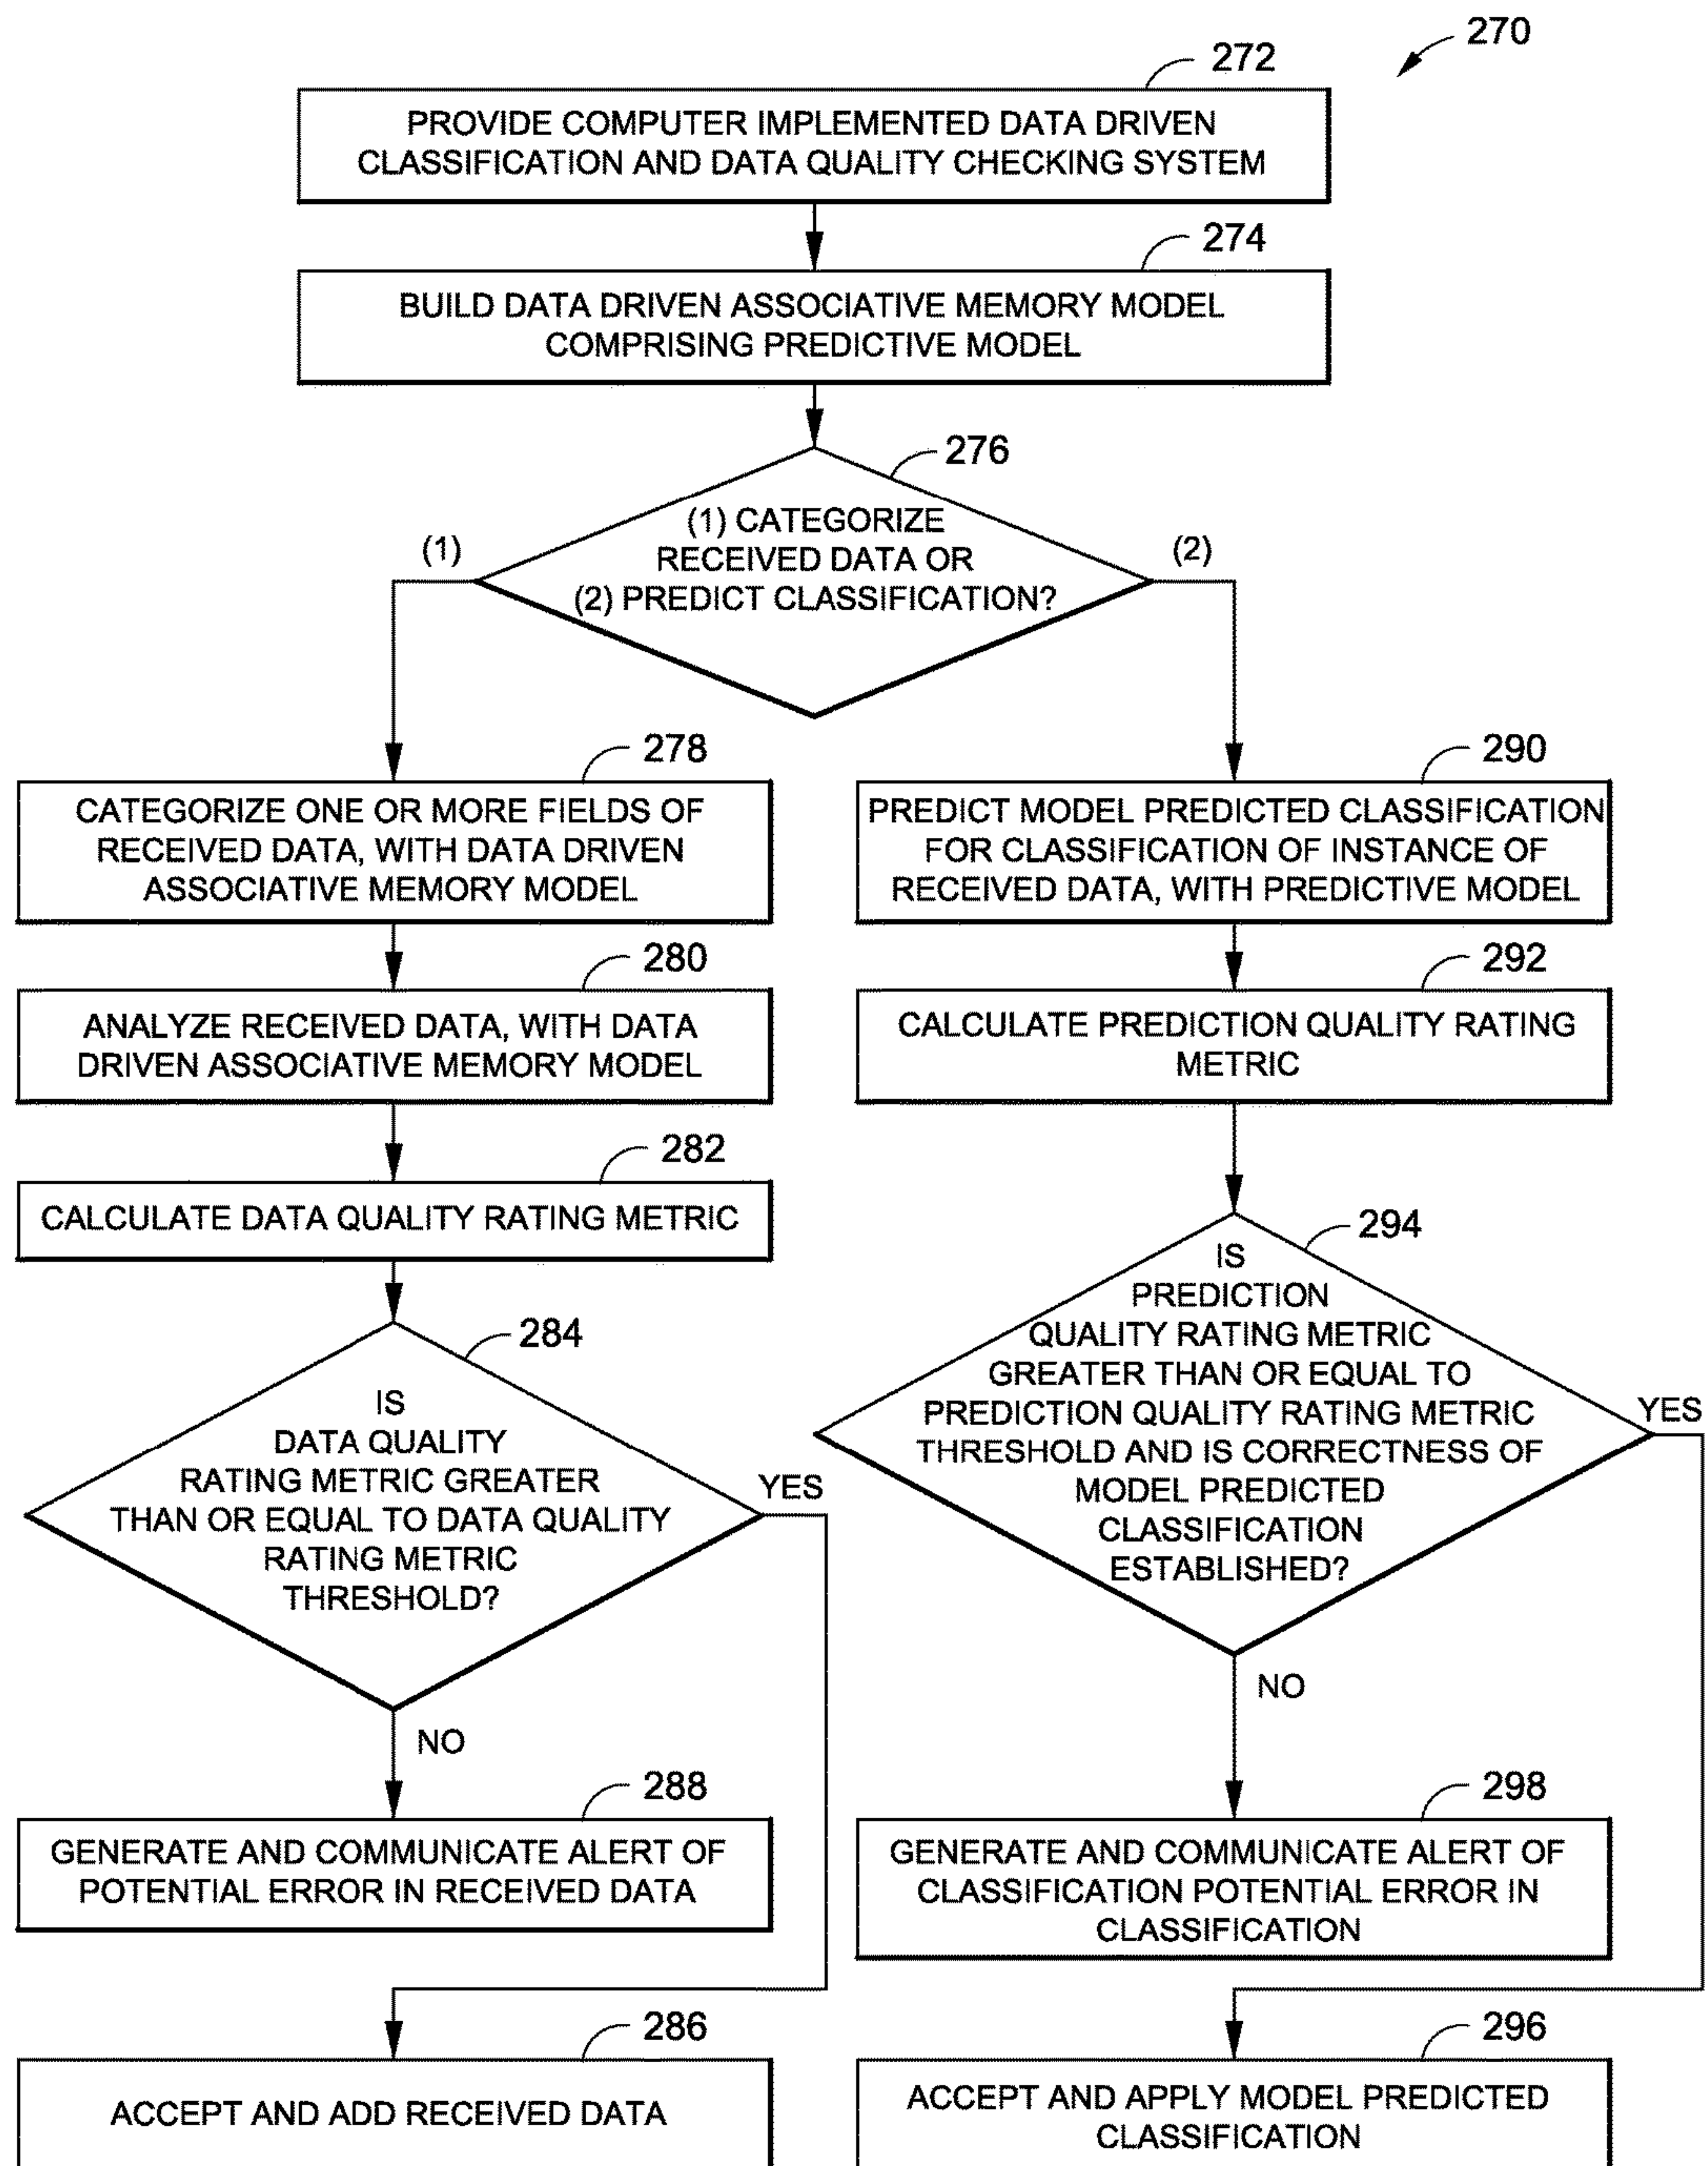 270
272
PROVIDE COMPUTER IMPLEMENTED DATA DRIVEN
CLASSIFICATION AND DATA QUALITY CHECKING SYSTEM
274
BUILD DATA DRIVEN ASSOCIATIVE MEMORY MODEL
COMPRISING PREDICTIVE MODEL
276
(1) CATEGORIZE
RECEIVED DATA OR
(2) PREDICT CLASSIFICATION?
(1)
(2)
278
CATEGORIZE ONE OR MORE FIELDS OF
RECEIVED DATA, WITH DATA DRIVEN
ASSOCIATIVE MEMORY MODEL
280
ANALYZE RECEIVED DATA, WITH DATA
DRIVEN ASSOCIATIVE MEMORY MODEL
282
CALCULATE DATA QUALITY RATING METRIC
284
IS
DATA QUALITY
RATING METRIC GREATER
THAN OR EQUAL TO DATA QUALITY
RATING METRIC
THRESHOLD?
YES
NO
288
GENERATE AND COMMUNICATE ALERT OF
POTENTIAL ERROR IN RECEIVED DATA
286
ACCEPT AND ADD RECEIVED DATA
290
PREDICT MODEL PREDICTED CLASSIFICATION
FOR CLASSIFICATION OF INSTANCE OF
RECEIVED DATA, WITH PREDICTIVE MODEL
292
CALCULATE PREDICTION QUALITY RATING
METRIC
294
IS
PREDICTION
QUALITY RATING METRIC
GREATER THAN OR EQUAL TO
PREDICTION QUALITY RATING METRIC
THRESHOLD AND IS CORRECTNESS OF
MODEL PREDICTED
CLASSIFICATION
ESTABLISHED?
YES
NO
298
GENERATE AND COMMUNICATE ALERT OF
CLASSIFICATION POTENTIAL ERROR IN
CLASSIFICATION
296
ACCEPT AND APPLY MODEL PREDICTED
CLASSIFICATION